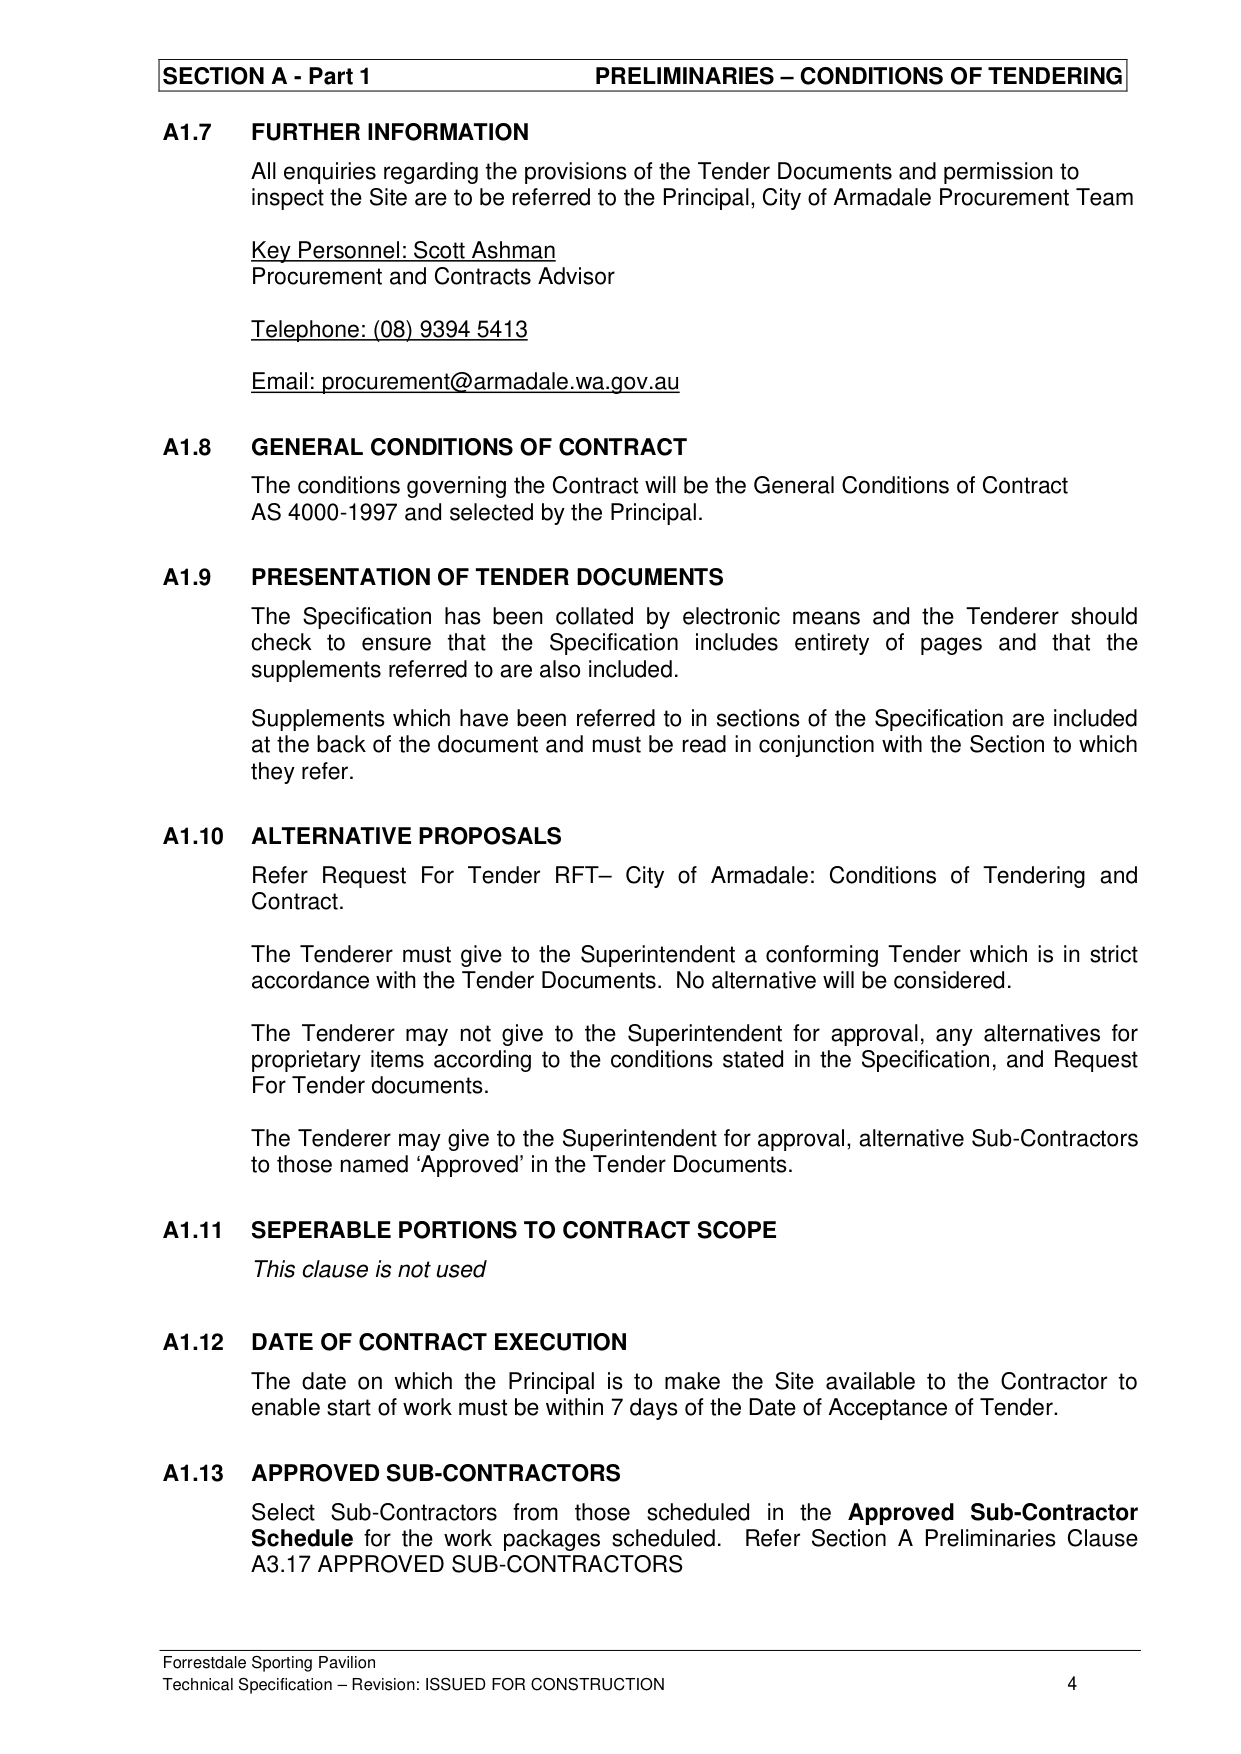 SECTION A - Part 1 PRELIMINARIES – CONDITIONS OF TENDERING
A1.7 FURTHER INFORMATION
All enquiries regarding the provisions of the Tender Documents and permission to
inspect the Site are to be referred to the Principal, City of Armadale Procurement Team
Key Personnel: Scott Ashman
Procurement and Contracts Advisor
Telephone: (08) 9394 5413
Email: procurement@armadale.wa.gov.au
A1.8 GENERAL CONDITIONS OF CONTRACT
The conditions governing the Contract will be the General Conditions of Contract
AS 4000-1997 and selected by the Principal.
A1.9 PRESENTATION OF TENDER DOCUMENTS
The Specification has been collated by electronic means and the Tenderer should
check to ensure that the Specification includes entirety of pages and that the
supplements referred to are also included.
Supplements which have been referred to in sections of the Specification are included
at the back of the document and must be read in conjunction with the Section to which
they refer.
A1.10 ALTERNATIVE PROPOSALS
Refer Request For Tender RFT– City of Armadale: Conditions of Tendering and
Contract.
The Tenderer must give to the Superintendent a conforming Tender which is in strict
accordance with the Tender Documents. No alternative will be considered.
The Tenderer may not give to the Superintendent for approval, any alternatives for
proprietary items according to the conditions stated in the Specification, and Request
For Tender documents.
The Tenderer may give to the Superintendent for approval, alternative Sub-Contractors
to those named ‘Approved’ in the Tender Documents.
A1.11 SEPERABLE PORTIONS TO CONTRACT SCOPE
This clause is not used
A1.12 DATE OF CONTRACT EXECUTION
The date on which the Principal is to make the Site available to the Contractor to
enable start of work must be within 7 days of the Date of Acceptance of Tender.
A1.13 APPROVED SUB-CONTRACTORS
Select Sub-Contractors from those scheduled in the Approved Sub-Contractor
Schedule for the work packages scheduled. Refer Section A Preliminaries Clause
A3.17 APPROVED SUB-CONTRACTORS
Forrestdale Sporting Pavilion
Technical Specification – Revision: ISSUED FOR CONSTRUCTION 4